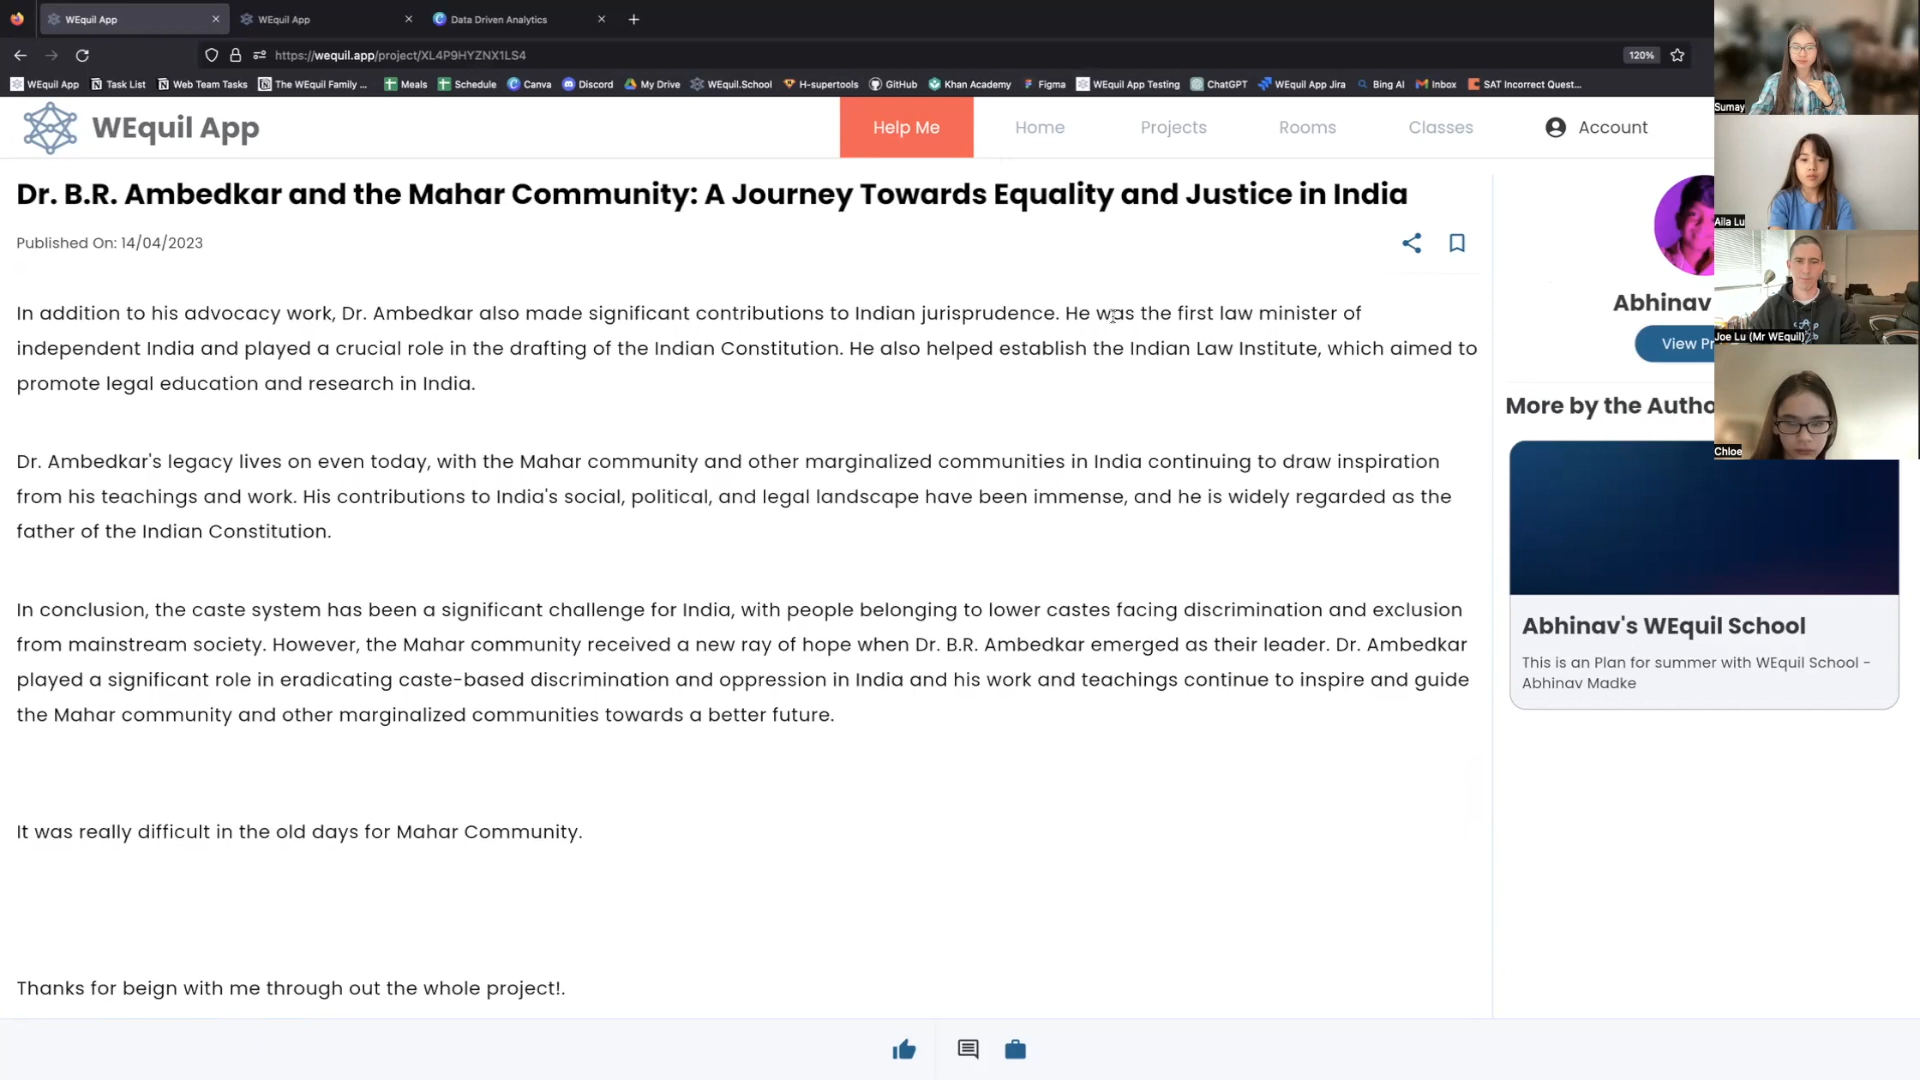 WEquil App
WEquil App
Data Driven Analytics
https://wequil.app/project/XL4P9HYZNX1LS4
120%
WEquil App
Task List
Web Team Tasks
The WEquil Family ...
Meals
Schedule
Canva
Discord
My Drive
WEquil.School
H-supertools
GitHub
Khan Academy
Figma
WEquil App Testing
ChatGPT
WEquil App Jira
Bing AI
Inbox
SAT Incorrect Quest...
WEquil App
Help Me
Home
Projects
Rooms
Classes
Account
Sumay
Aila Lu
Joe Lu (Mr WEquil)
Chloe
Dr. B.R. Ambedkar and the Mahar Community: A Journey Towards Equality and Justice in India
Published On: 14/04/2023
In addition to his advocacy work, Dr. Ambedkar also made significant contributions to Indian jurisprudence. He was the first law minister of
independent India and played a crucial role in the drafting of the Indian Constitution. He also helped establish the Indian Law Institute, which aimed to
promote legal education and research in India.
Dr. Ambedkar's legacy lives on even today, with the Mahar community and other marginalized communities in India continuing to draw inspiration
from his teachings and work. His contributions to India's social, political, and legal landscape have been immense, and he is widely regarded as the
father of the Indian Constitution.
In conclusion, the caste system has been a significant challenge for India, with people belonging to lower castes facing discrimination and exclusion
from mainstream society. However, the Mahar community received a new ray of hope when Dr. B.R. Ambedkar emerged as their leader. Dr. Ambedkar
played a significant role in eradicating caste-based discrimination and oppression in India and his work and teachings continue to inspire and guide
the Mahar community and other marginalized communities towards a better future.
It was really difficult in the old days for Mahar Community.
Thanks for beign with me through out the whole project!.
Abhinav
View Pr
More by the Autho
Abhinav's WEquil School
This is an Plan for summer with WEquil School -
Abhinav Madke